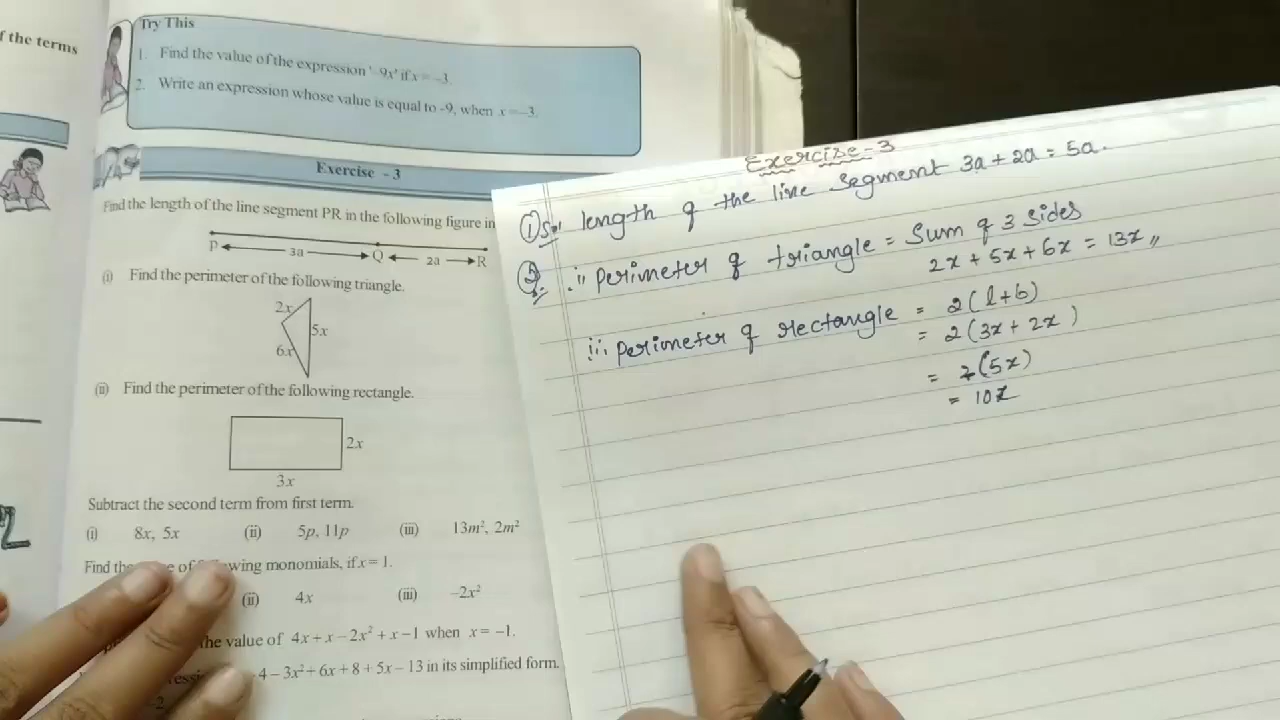 f the terms
Try This
1. Find the value of the expression '–9x' if x = –3.
2. Write an expression whose value is equal to -9, when x = –3.
Exercise - 3
Find the length of the line segment PR in the following figure in
P 3a Q 2a R
(i) Find the perimeter of the following triangle.
2x
5x
6x
(ii) Find the perimeter of the following rectangle.
2x
3x
Subtract the second term from first term.
(i) 8x, 5x (ii) 5p, 11p (iii) 13m², 2m²
Find the of wing monomials, if x = 1.
(ii) 4x (iii) –2x²
the value of 4x + x – 2x² + x – 1 when x = –1.
4 – 3x² + 6x + 8 + 5x – 13 in its simplified form.
–2
Exercise-3
① Sol length of the line segment 3a + 2a = 5a.
② i, perimeter of triangle = Sum of 3 sides
2x + 5x + 6x = 13x,,
ii. perimeter of rectangle = 2(l+b)
= 2(3x + 2x)
= 2(5x)
= 10x